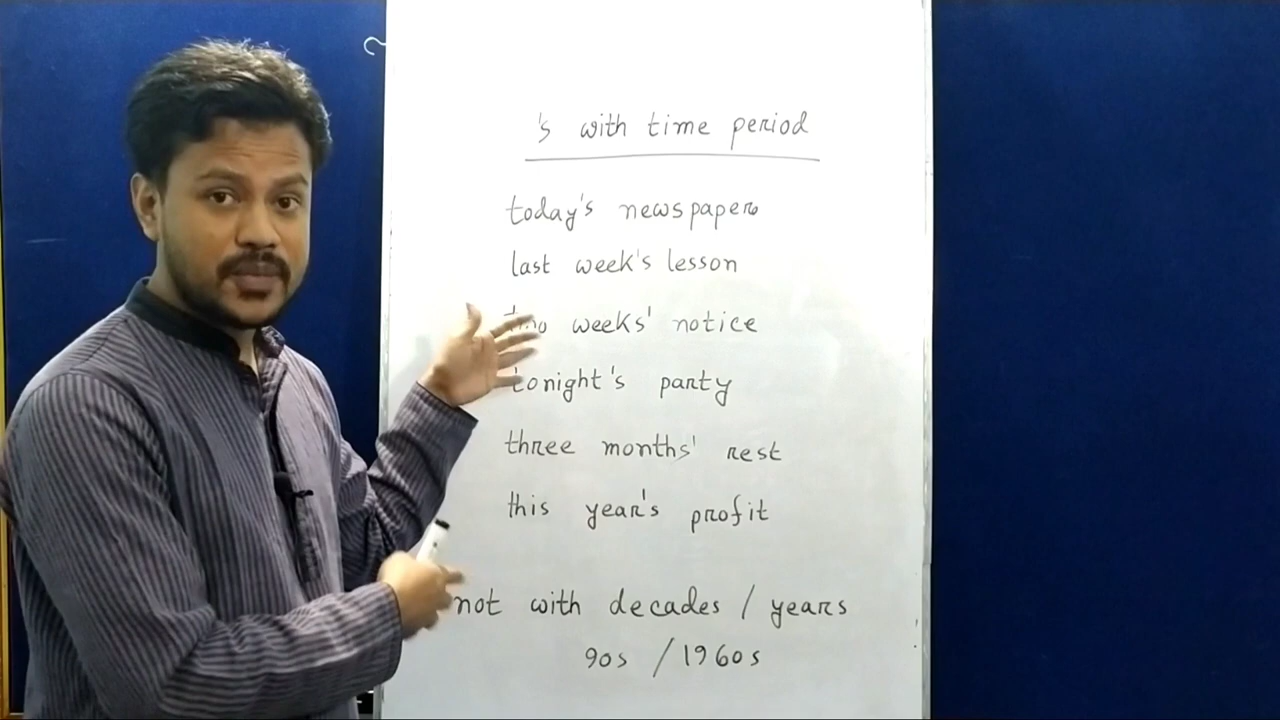 's with time period
today's newspaper
last week's lesson
two weeks' notice
tonight's party
three months' rest
this year's profit
not with decades / years
90s / 1960s